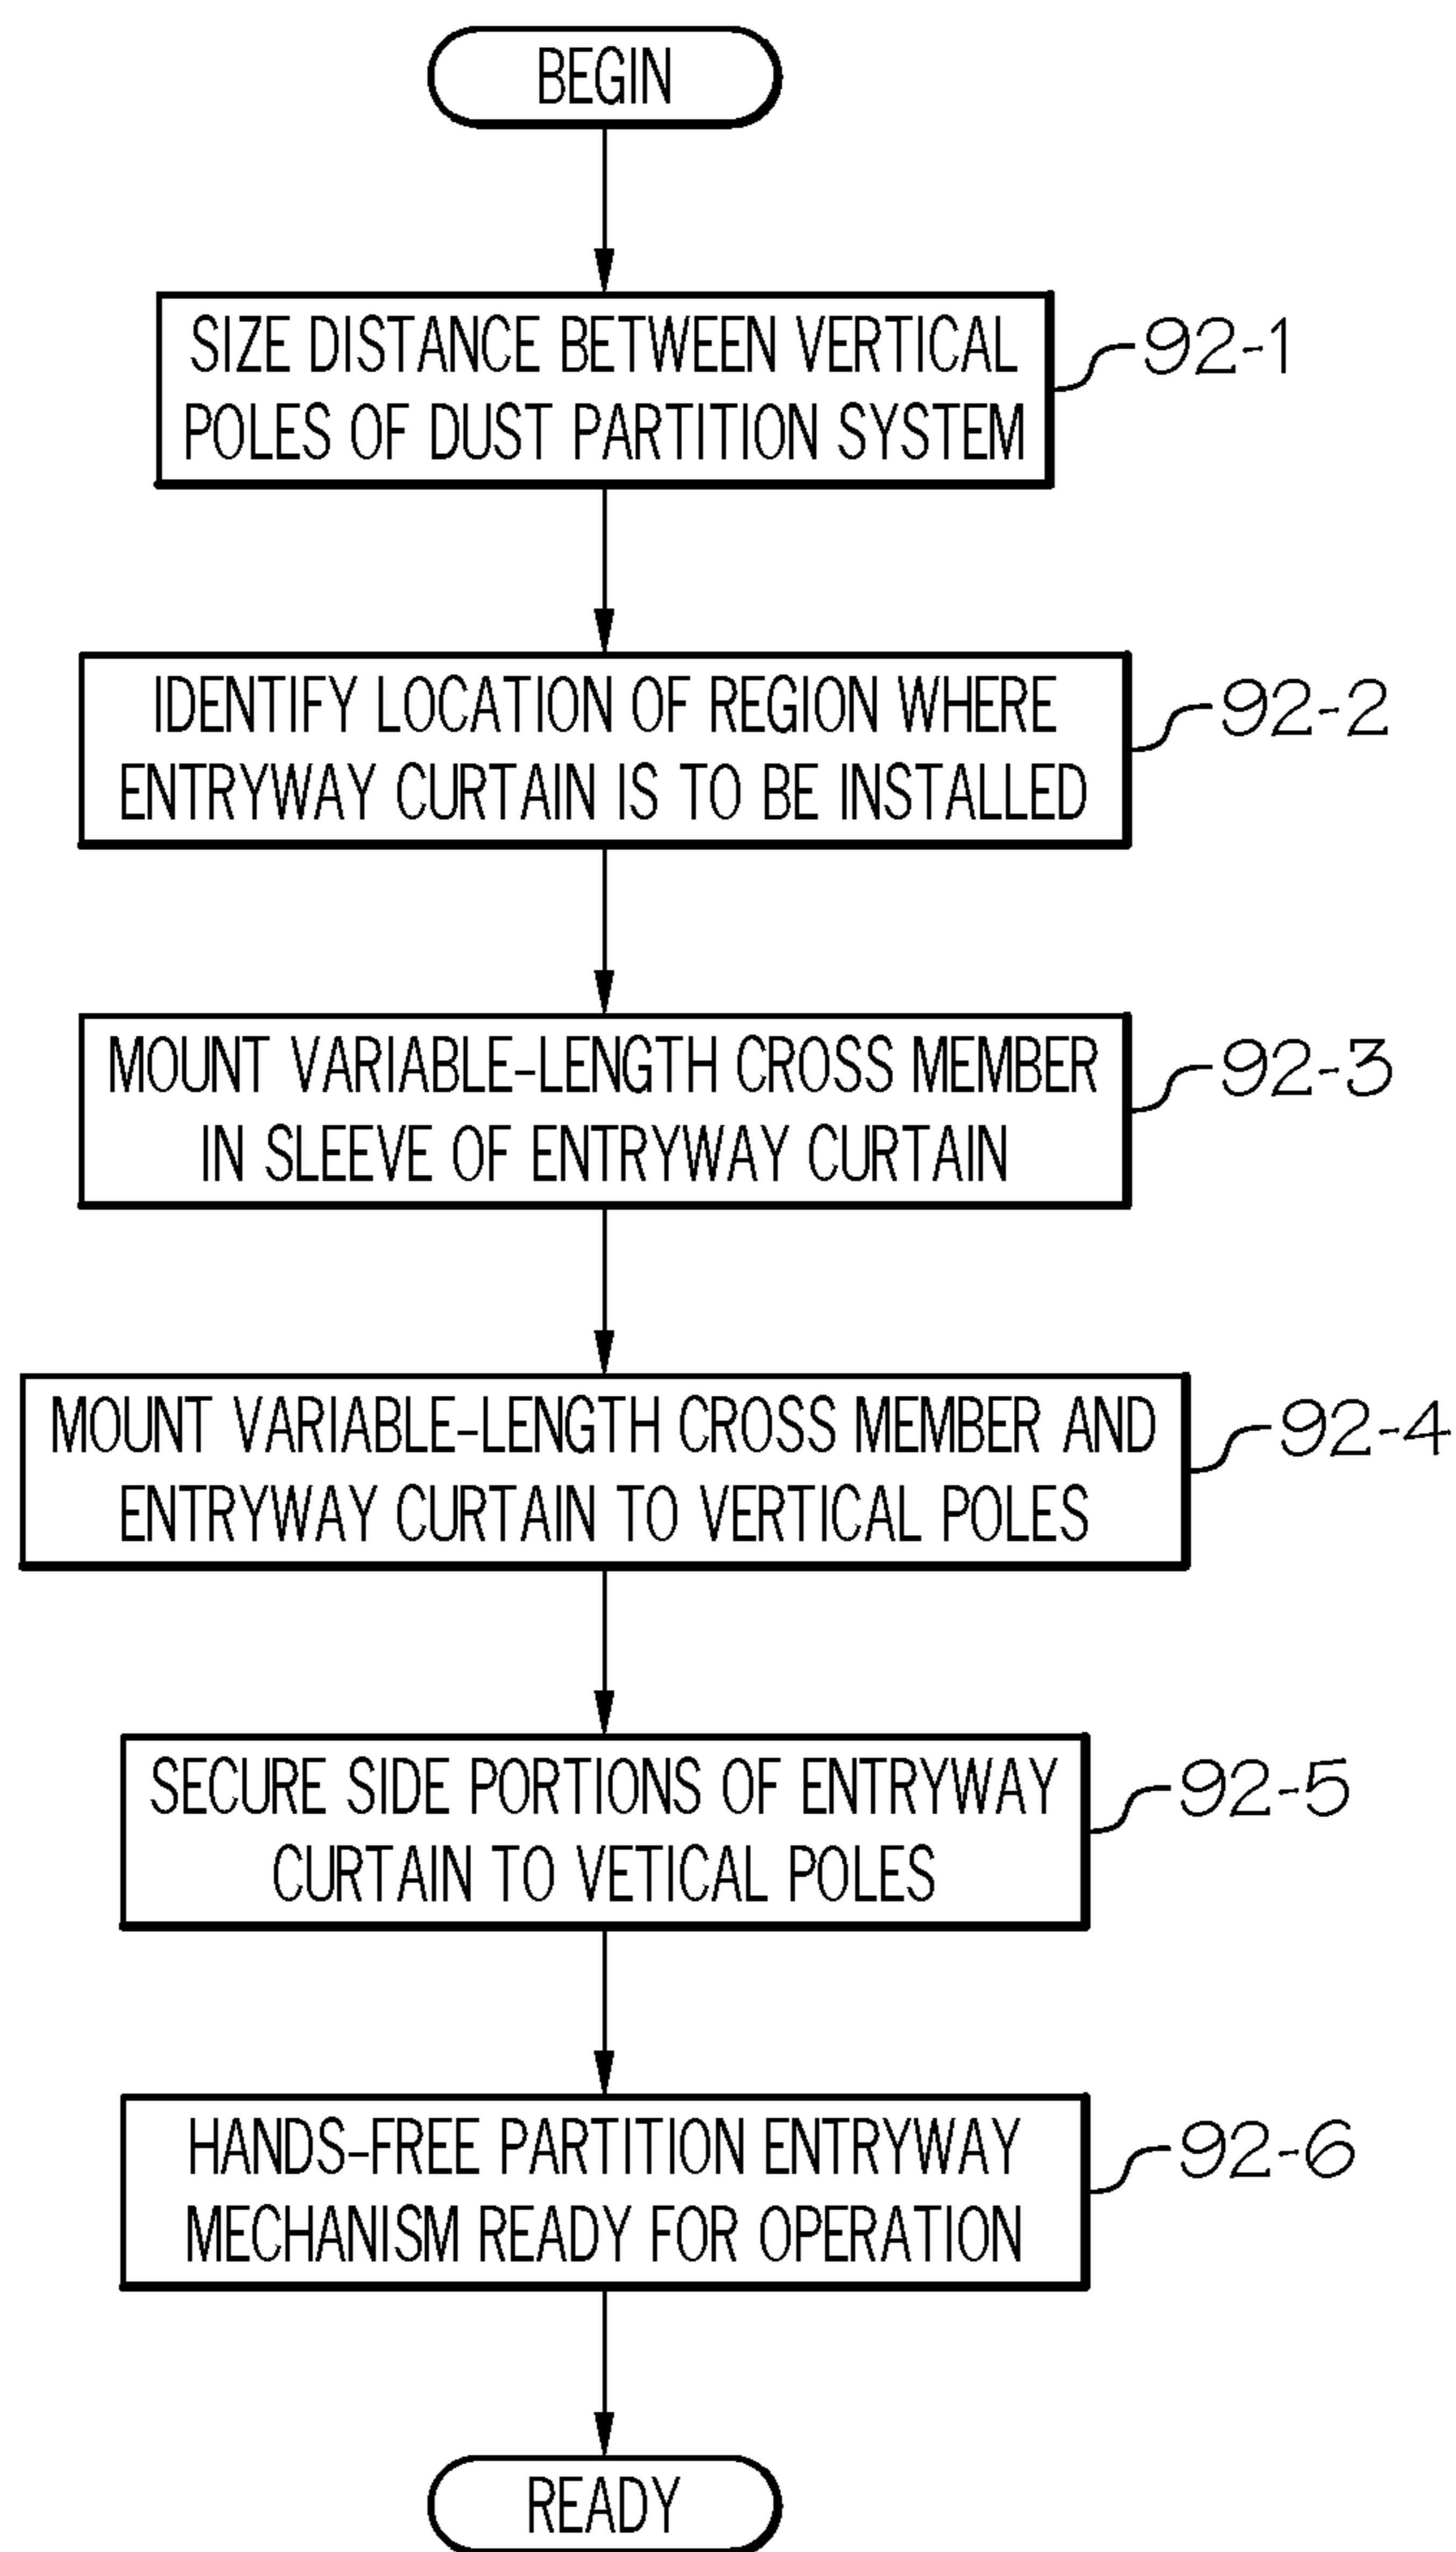 BEGIN
SIZE DISTANCE BETWEEN VERTICAL
POLES OF DUST PARTITION SYSTEM
92-1
IDENTIFY LOCATION OF REGION WHERE
ENTRYWAY CURTAIN IS TO BE INSTALLED
92-2
MOUNT VARIABLE-LENGTH CROSS MEMBER
IN SLEEVE OF ENTRYWAY CURTAIN
92-3
MOUNT VARIABLE-LENGTH CROSS MEMBER AND
ENTRYWAY CURTAIN TO VERTICAL POLES
92-4
SECURE SIDE PORTIONS OF ENTRYWAY
CURTAIN TO VETICAL POLES
92-5
HANDS-FREE PARTITION ENTRYWAY
MECHANISM READY FOR OPERATION
92-6
READY